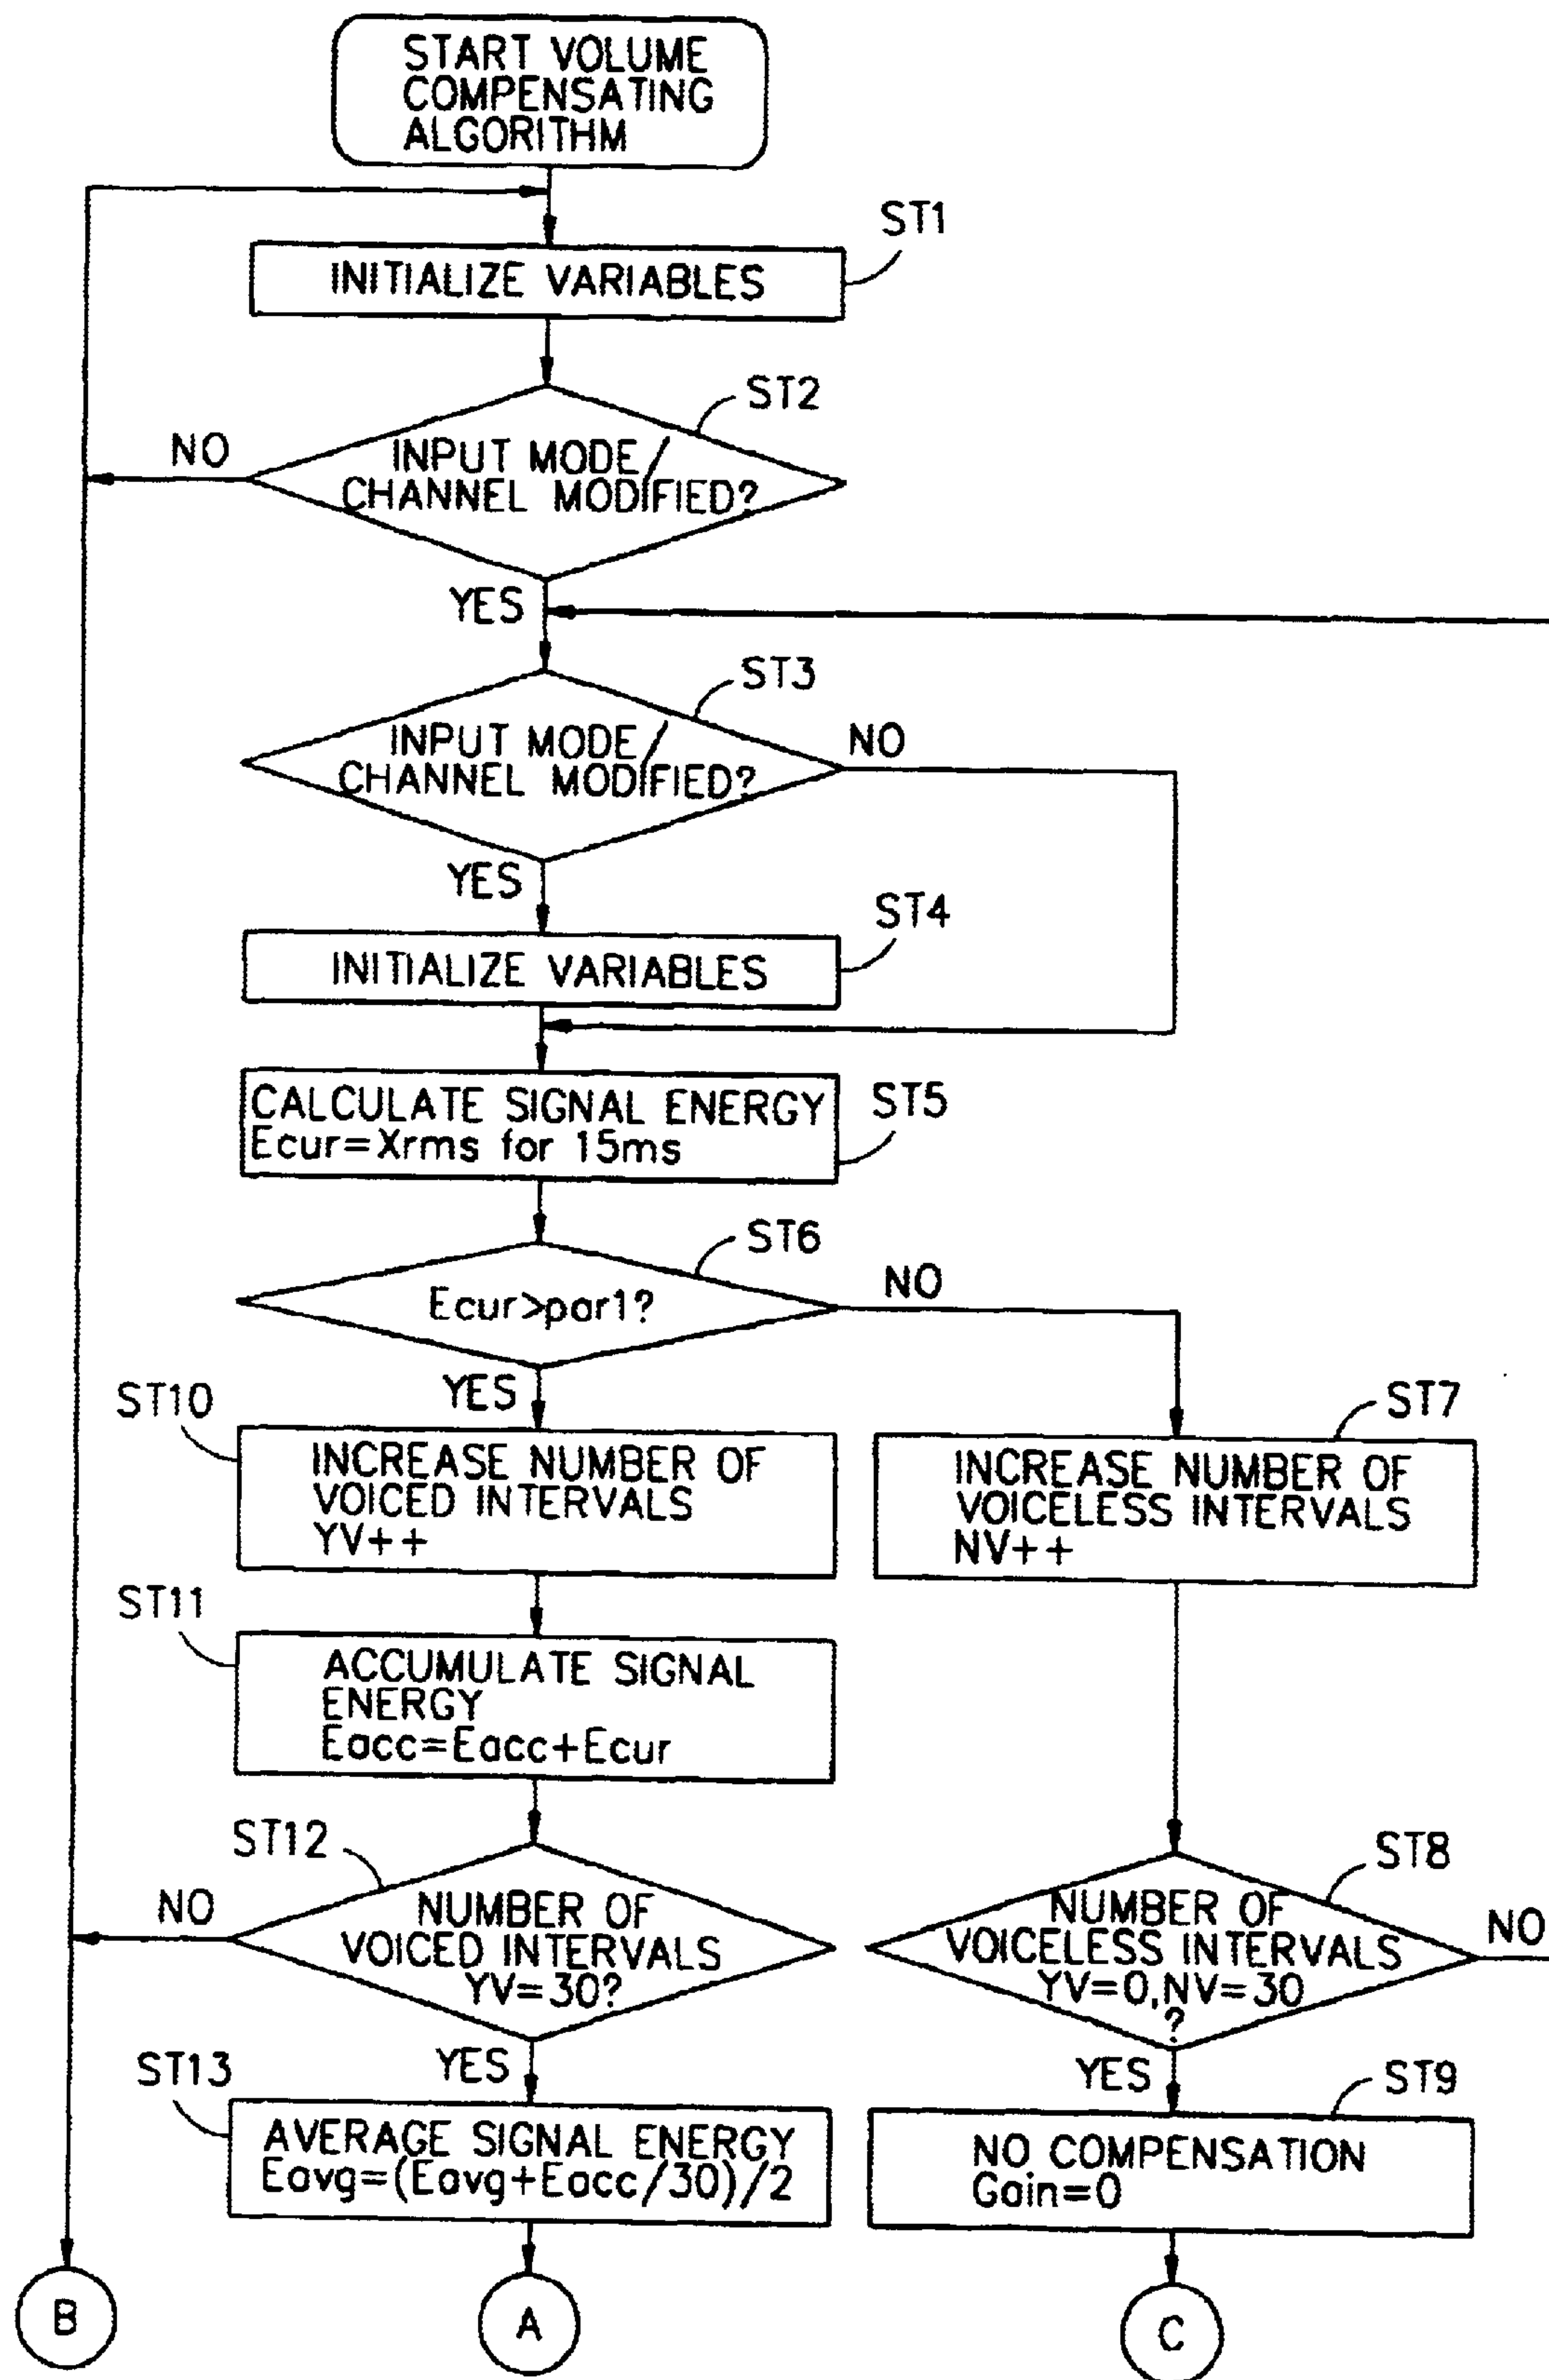 START VOLUME
COMPENSATING
ALGORITHM
ST1
INITIALIZE VARIABLES
ST2
NO
INPUT MODE/
CHANNEL MODIFIED?
YES
ST3
INPUT MODE/
CHANNEL MODIFIED?
NO
YES
ST4
INITIALIZE VARIABLES
CALCULATE SIGNAL ENERGY
Ecur=Xrms for 15ms
ST5
ST6
Ecur>par1?
NO
YES
ST10
INCREASE NUMBER OF
VOICED INTERVALS
YV++
ST7
INCREASE NUMBER OF
VOICELESS INTERVALS
NV++
ST11
ACCUMULATE SIGNAL
ENERGY
Eacc=Eacc+Ecur
ST12
NO
NUMBER OF
VOICED INTERVALS
YV=30?
YES
ST8
NUMBER OF
VOICELESS INTERVALS
YV=0,NV=30
?
NO
YES
ST13
AVERAGE SIGNAL ENERGY
Eavg=(Eavg+Eacc/30)/2
ST9
NO COMPENSATION
Gain=0
B
A
C